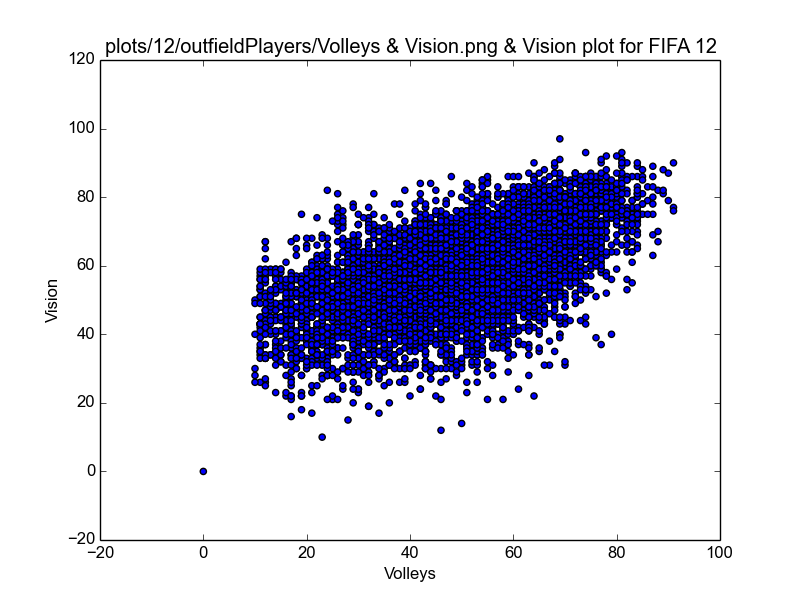 plots/12/outfieldPlayers/Volleys & Vision.png & Vision plot for FIFA 12
120
100
80
60
40
20
0
−20
Vision
−20 0 20 40 60 80 100
Volleys